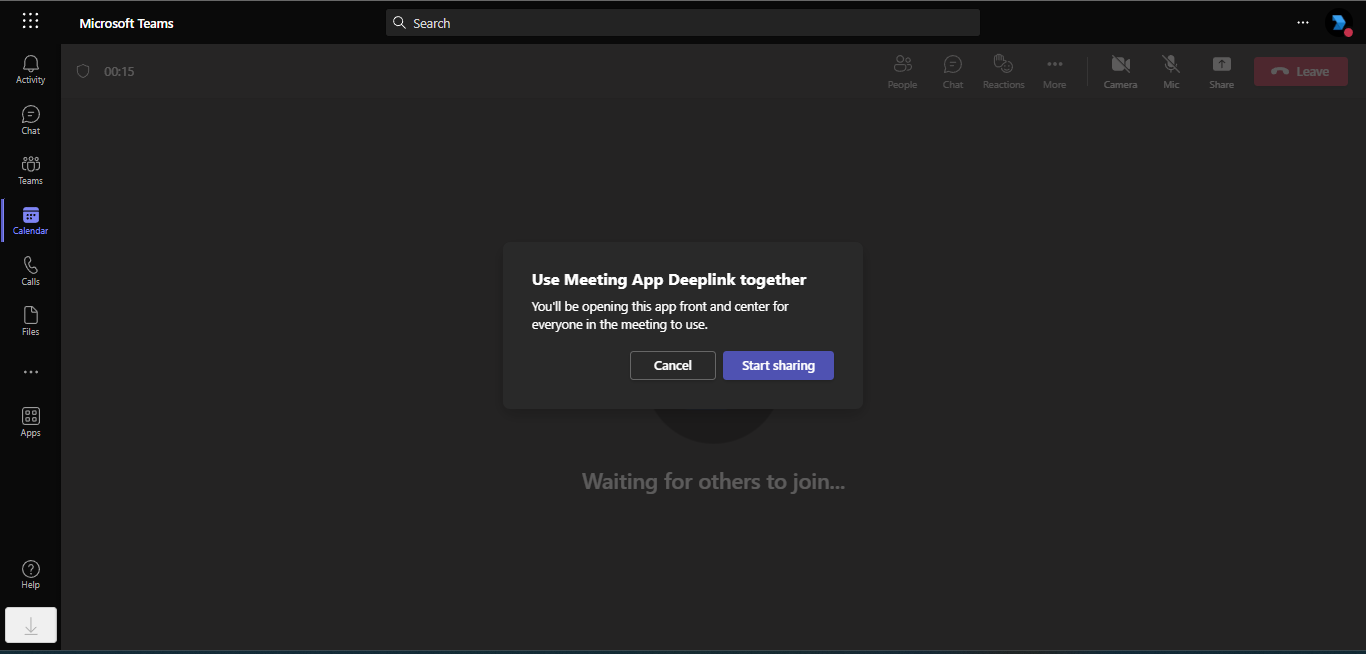 Microsoft Teams
Search
Activity
Chat
Teams
Calendar
Calls
Files
Apps
Help
00:15
People
Chat
Reactions
More
Camera
Mic
Share
Leave
Use Meeting App Deeplink together
You'll be opening this app front and center for
everyone in the meeting to use.
Cancel
Start sharing
Waiting for others to join...